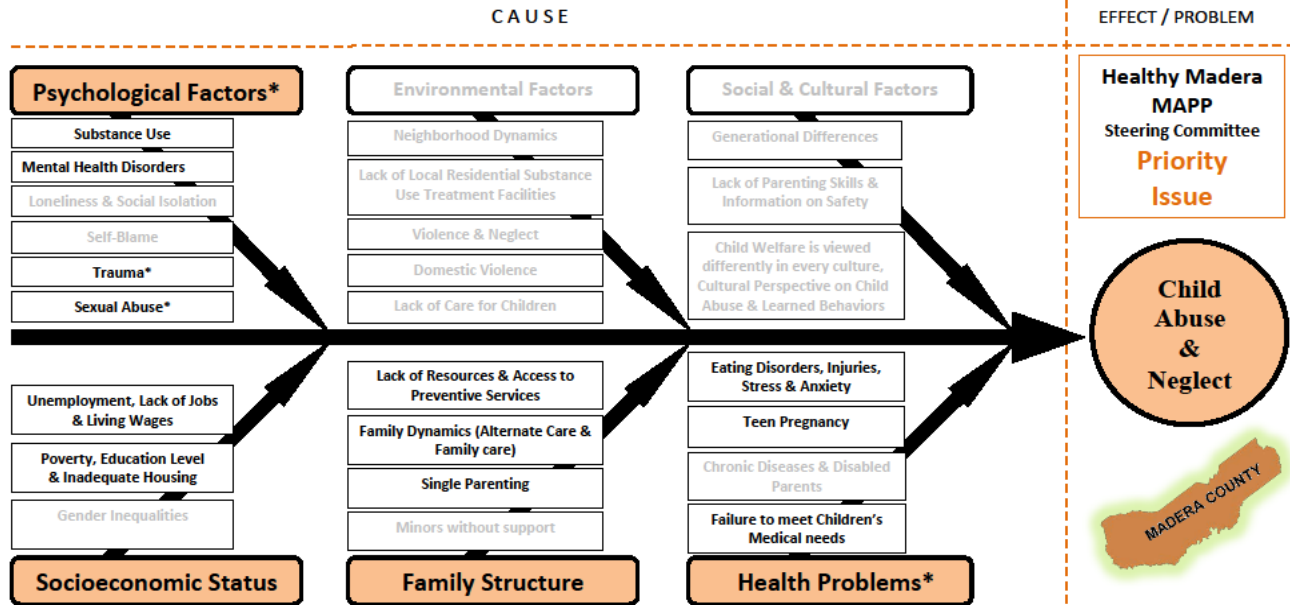 CAUSE
EFFECT / PROBLEM
Psychological Factors*
Substance Use
Mental Health Disorders
Loneliness & Social Isolation
Self-Blame
Trauma*
Sexual Abuse*
Environmental Factors
Neighborhood Dynamics
Lack of Local Residential Substance
Use Treatment Facilities
Violence & Neglect
Domestic Violence
Lack of Care for Children
Social & Cultural Factors
Generational Differences
Lack of Parenting Skills &
Information on Safety
Child Welfare is viewed
differently in every culture,
Cultural Perspective on Child
Abuse & Learned Behaviors
Healthy Madera
MAPP
Steering Committee
Priority
Issue
Child
Abuse
&
Neglect
Unemployment, Lack of Jobs
& Living Wages
Poverty, Education Level
& Inadequate Housing
Gender Inequalities
Socioeconomic Status
Lack of Resources & Access to
Preventive Services
Family Dynamics (Alternate Care &
Family care)
Single Parenting
Minors without support
Family Structure
Eating Disorders, Injuries,
Stress & Anxiety
Teen Pregnancy
Chronic Diseases & Disabled
Parents
Failure to meet Children’s
Medical needs
Health Problems*
MADERA COUNTY